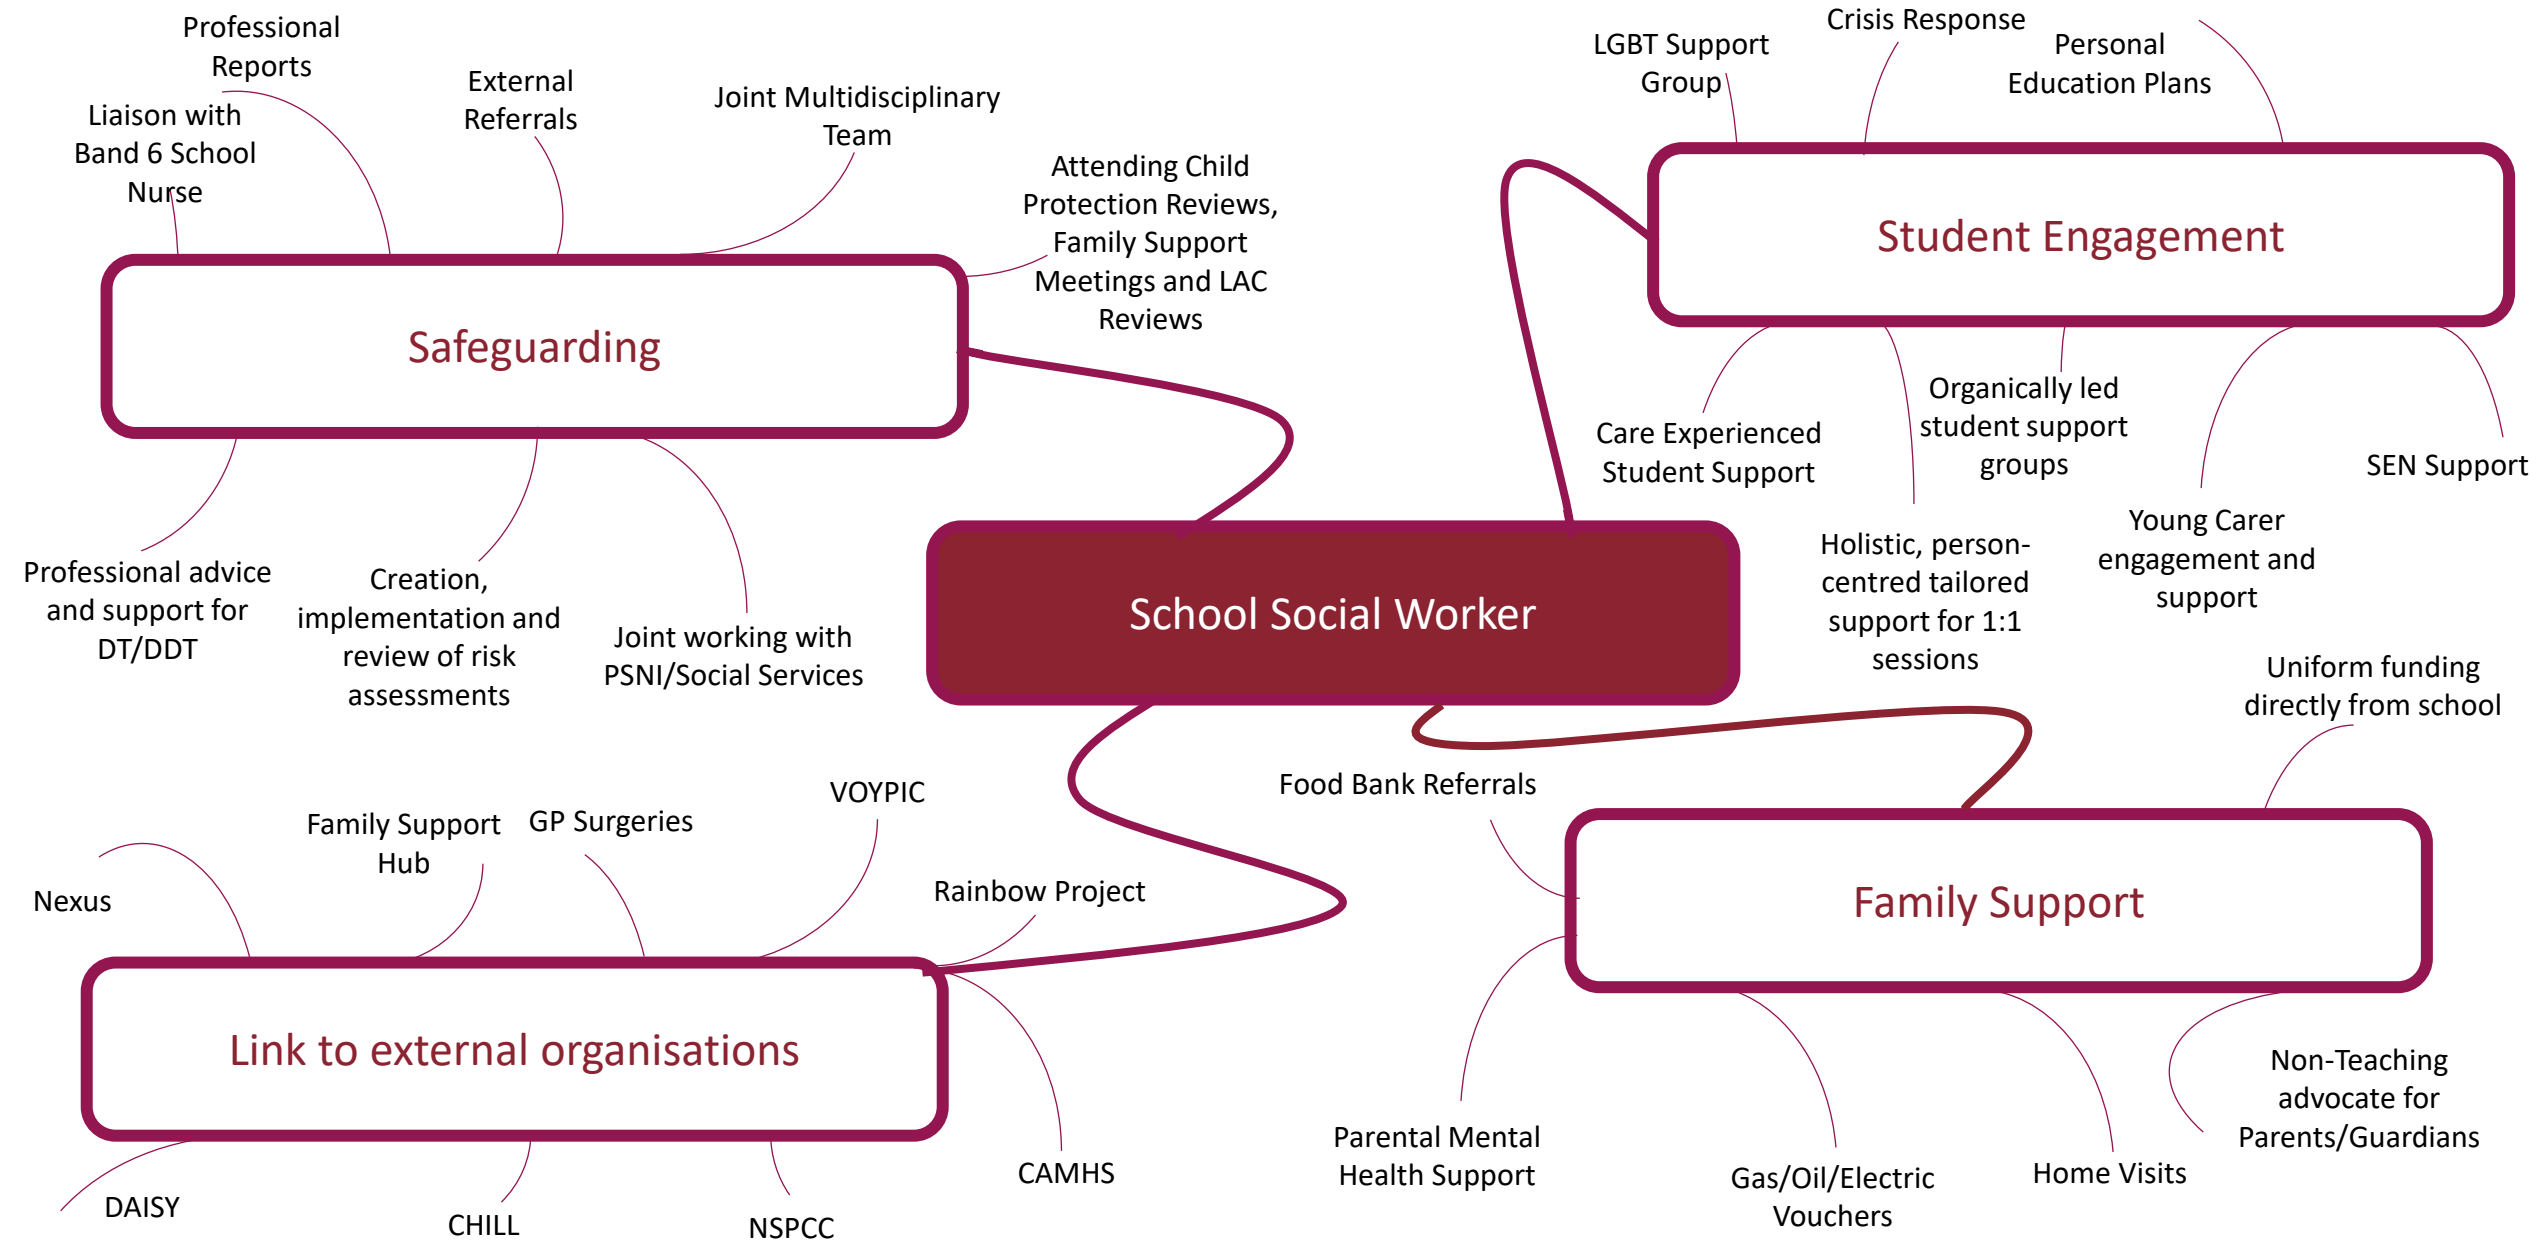 Professional
Reports
Liaison with
Band 6 School
Nurse
External
Referrals
Joint Multidisciplinary
Team
Attending Child
Protection Reviews,
Family Support
Meetings and LAC
Reviews
Safeguarding
Professional advice
and support for
DT/DDT
Creation,
implementation and
review of risk
assessments
Joint working with
PSNI/Social Services
LGBT Support
Group
Crisis Response
Personal
Education Plans
Student Engagement
Care Experienced
Student Support
Holistic, person-
centred tailored
support for 1:1
sessions
Organically led
student support
groups
Young Carer
engagement and
support
SEN Support
School Social Worker
Nexus
Family Support
Hub
GP Surgeries
VOYPIC
Rainbow Project
Link to external organisations
DAISY
CHILL
NSPCC
CAMHS
Food Bank Referrals
Uniform funding
directly from school
Family Support
Parental Mental
Health Support
Gas/Oil/Electric
Vouchers
Home Visits
Non-Teaching
advocate for
Parents/Guardians